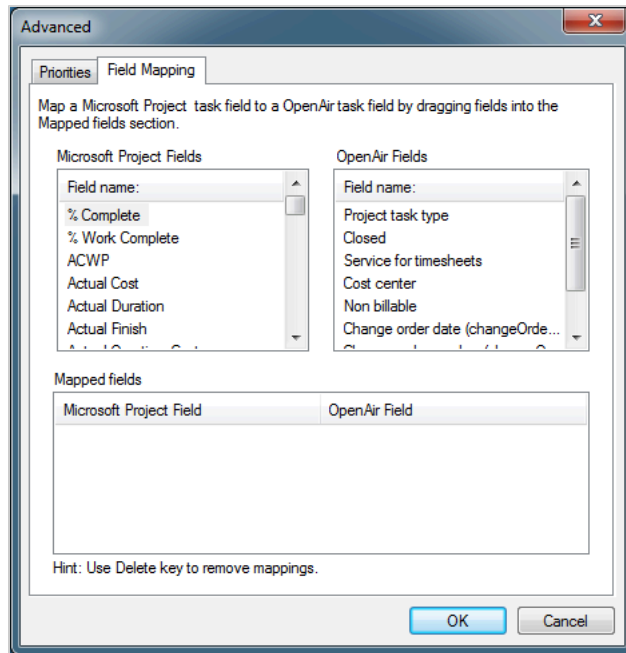 Advanced
Priorities
Field Mapping
Map a Microsoft Project task field to a OpenAir task field by dragging fields into the
Mapped fields section.
Microsoft Project Fields
Field name:
% Complete
% Work Complete
ACWP
Actual Cost
Actual Duration
Actual Finish
OpenAir Fields
Field name:
Project task type
Closed
Service for timesheets
Cost center
Non billable
Change order date (changeOrde...
Mapped fields
Microsoft Project Field
OpenAir Field
Hint: Use Delete key to remove mappings.
OK
Cancel